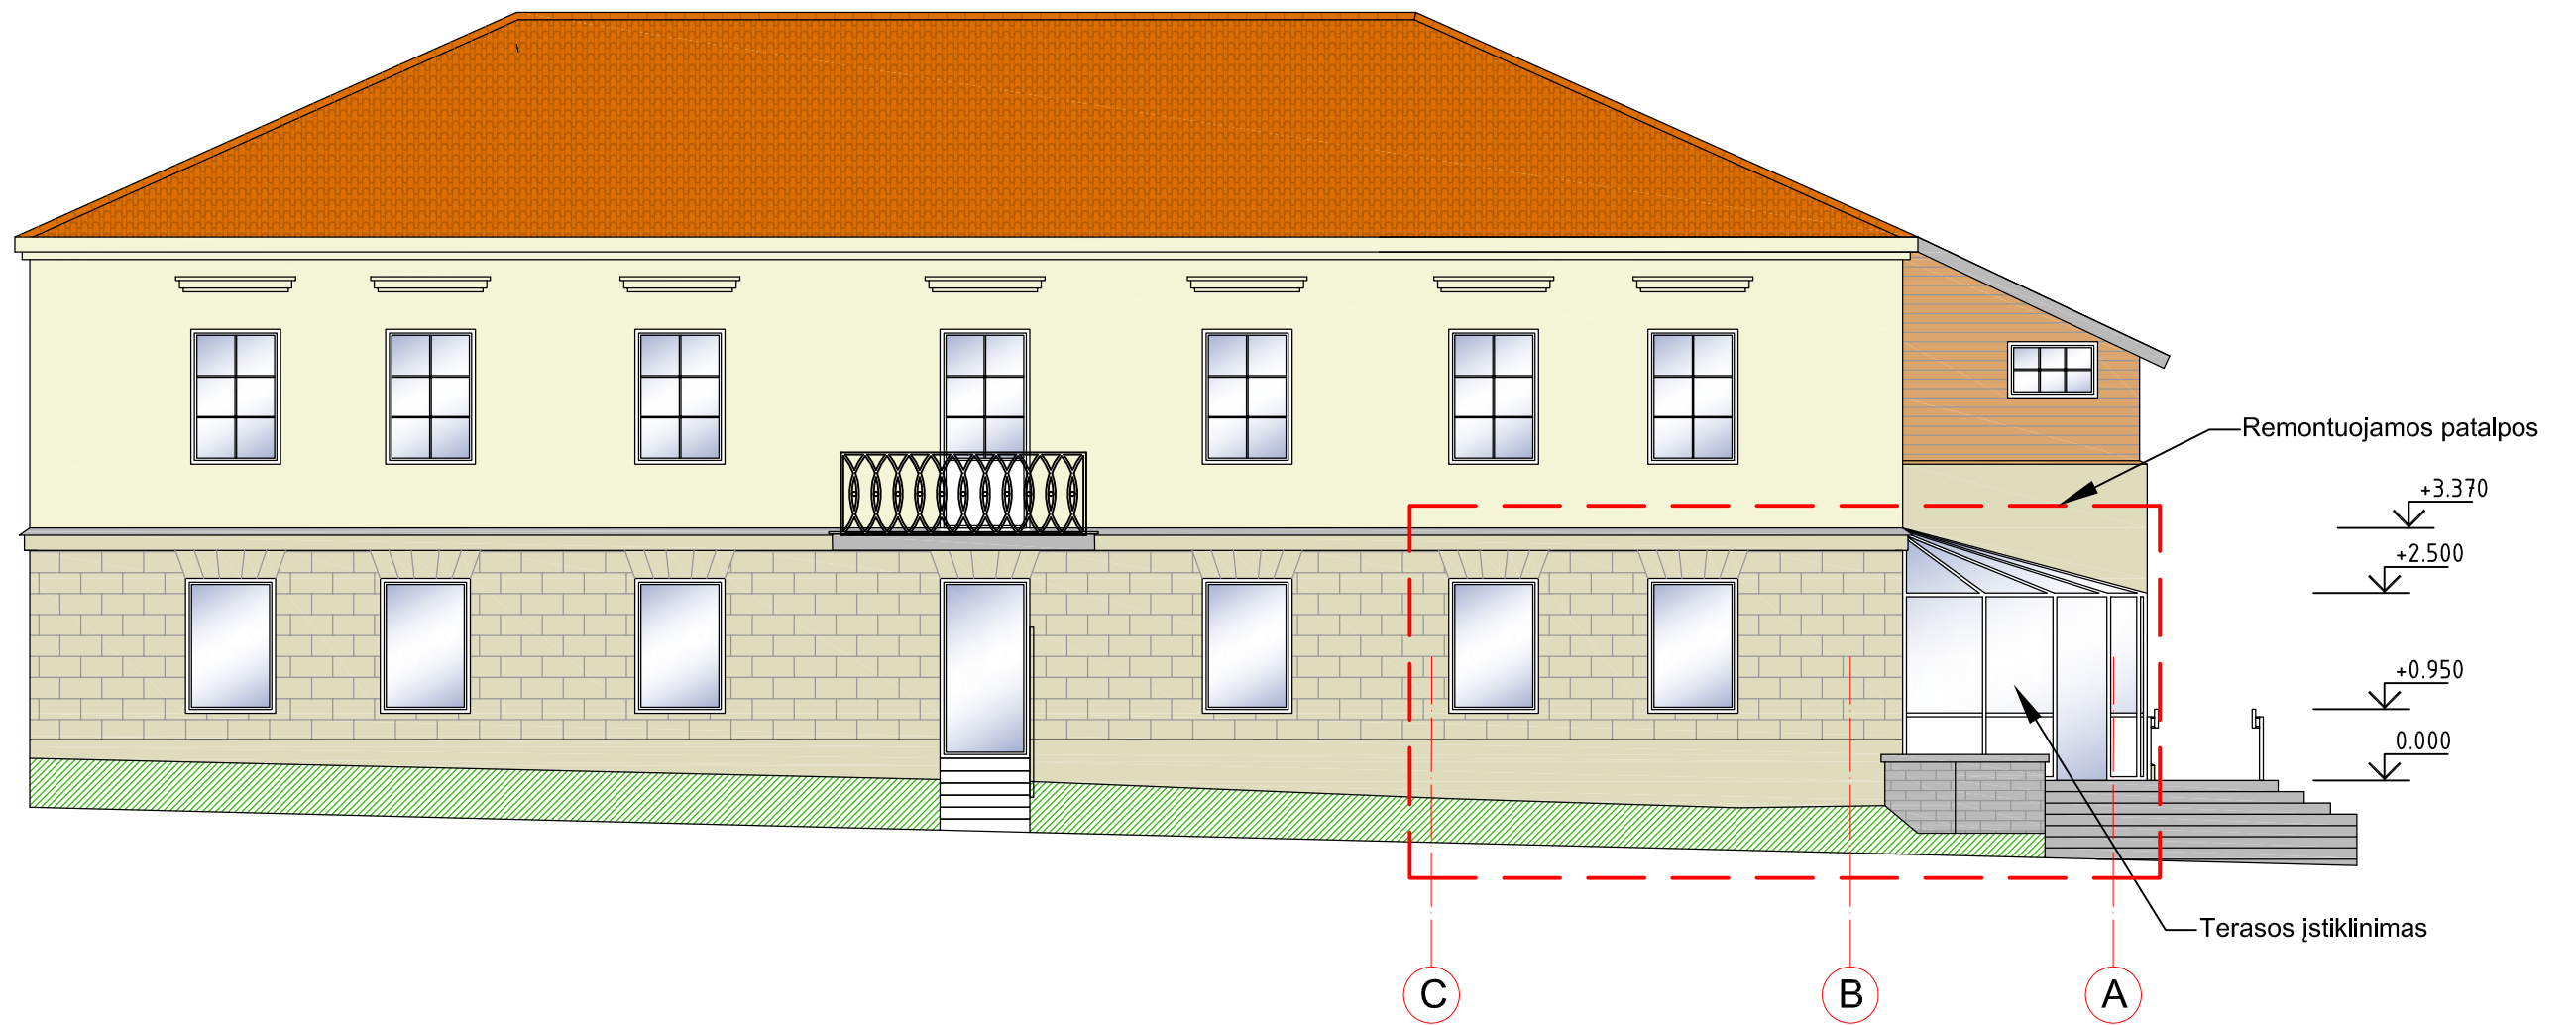 Remontuojamos patalpos
+3.370
+2.500
+0.950
0.000
Terasos įstiklinimas
C
B
A